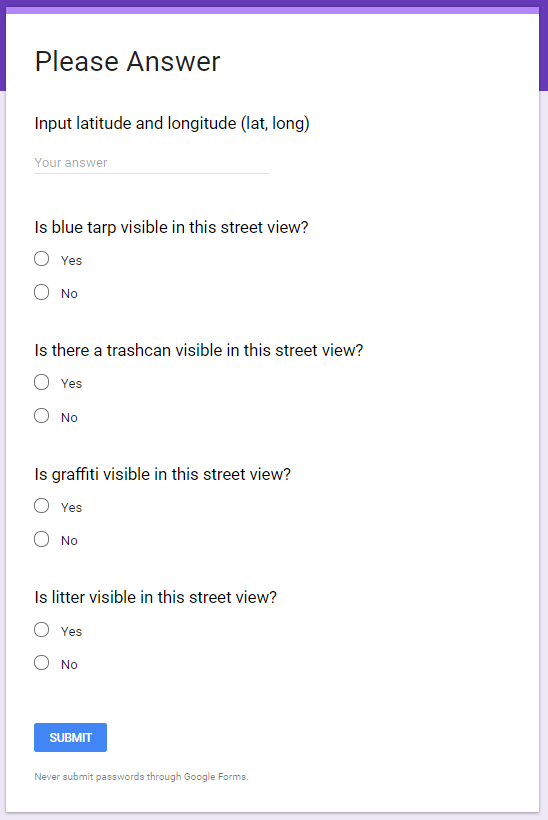 Please Answer
Input latitude and longitude (lat, long)
Your answer
Is blue tarp visible in this street view?
Yes
No
Is there a trashcan visible in this street view?
Yes
No
Is graffiti visible in this street view?
Yes
No
Is litter visible in this street view?
Yes
No
SUBMIT
Never submit passwords through Google Forms.